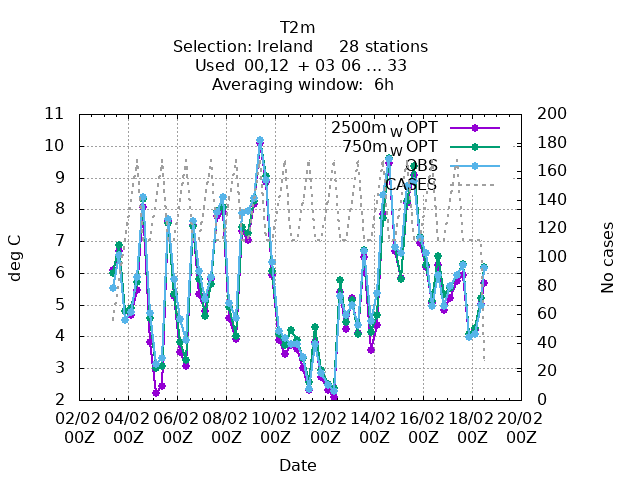 T2m
Selection: Ireland 28 stations
Used 00,12 + 03 06 ... 33
Averaging window: 6h
2500m_W OPT
750m_W OPT
OBS
CASES
deg C
11
10
9
8
7
6
5
4
3
2
No cases
200
180
160
140
120
100
80
60
40
20
0
02/02 04/02 06/02 08/02 10/02 12/02 14/02 16/02 18/02 20/02
00Z 00Z 00Z 00Z 00Z 00Z 00Z 00Z 00Z 00Z
Date